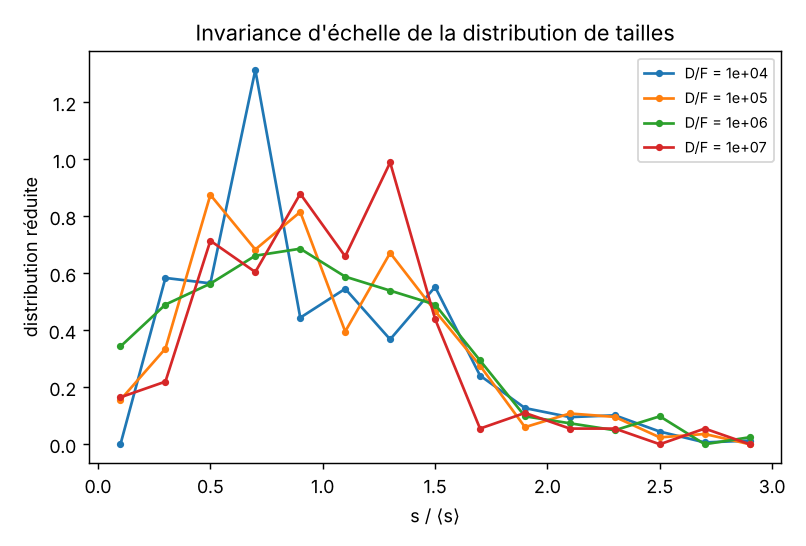 Invariance d'échelle de la distribution de tailles
D/F = 1e+04
D/F = 1e+05
D/F = 1e+06
D/F = 1e+07
distribution réduite
1.2
1.0
0.8
0.6
0.4
0.2
0.0
0.0 0.5 1.0 1.5 2.0 2.5 3.0
s / ⟨s⟩